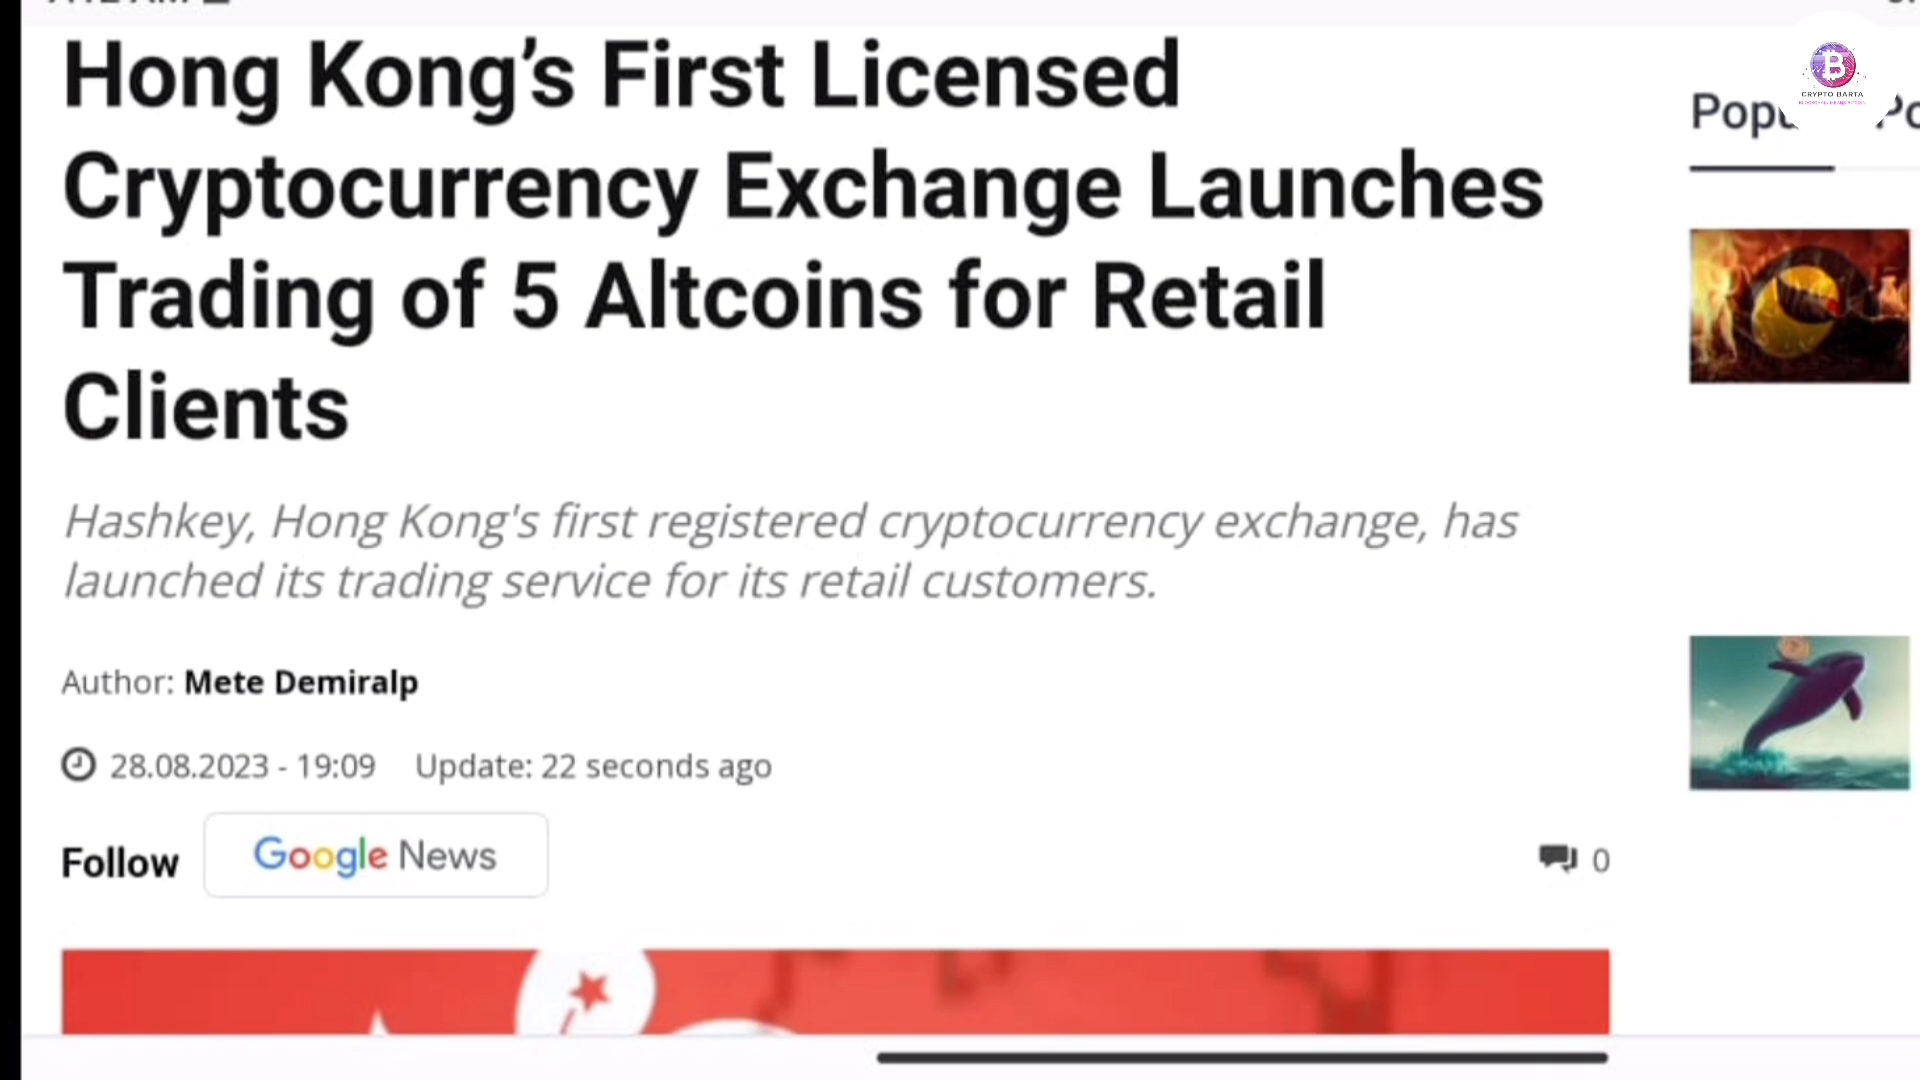 Hong Kong’s First Licensed
Cryptocurrency Exchange Launches
Trading of 5 Altcoins for Retail
Clients
Hashkey, Hong Kong's first registered cryptocurrency exchange, has
launched its trading service for its retail customers.
Author: Mete Demiralp
28.08.2023 - 19:09 Update: 22 seconds ago
Follow Google News
0
CRYPTO BARTA